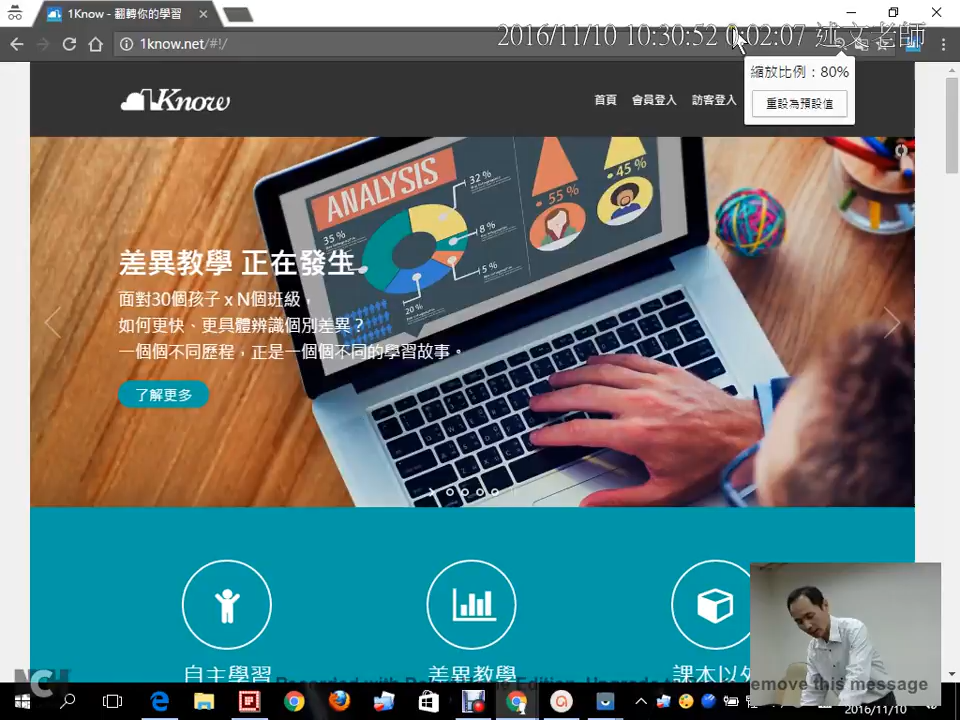 1Know - 翻轉你的學習
1know.net/#!/
2016/11/10 10:30:52 0:02:07 述文老師
縮放比例：80%
重設為預設值
1Know
首頁 會員登入 訪客登入
ANALYSIS
32 %
35 %
8 %
5 %
20 %
55 %
45 %
差異教學 正在發生
面對30個孩子 x N個班級，
如何更快、更具體辨識個別差異？
一個個不同歷程，正是一個個不同的學習故事。
了解更多
自主學習
差異教學
課本以
NCH
Recorded with
Edition. Upgrade
emove this message
2016/11/10